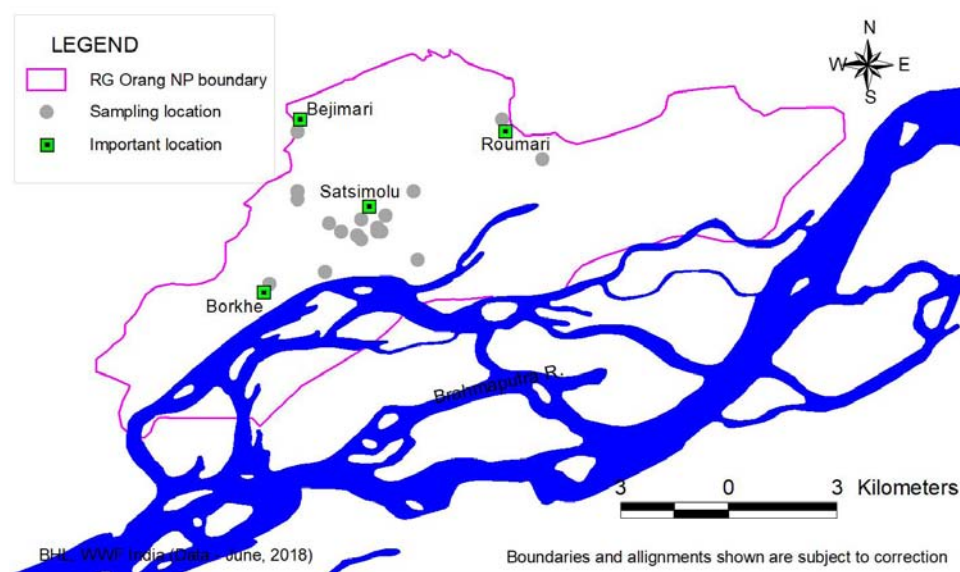 LEGEND
RG Orang NP boundary
Sampling location
Important location
N
W
E
S
Bejimari
Roumari
Satsimolu
Borkhe
Brahmaputra R.
3 0 3 Kilometers
BHL, WWF India (Data - June, 2018)
Boundaries and allignments shown are subject to correction